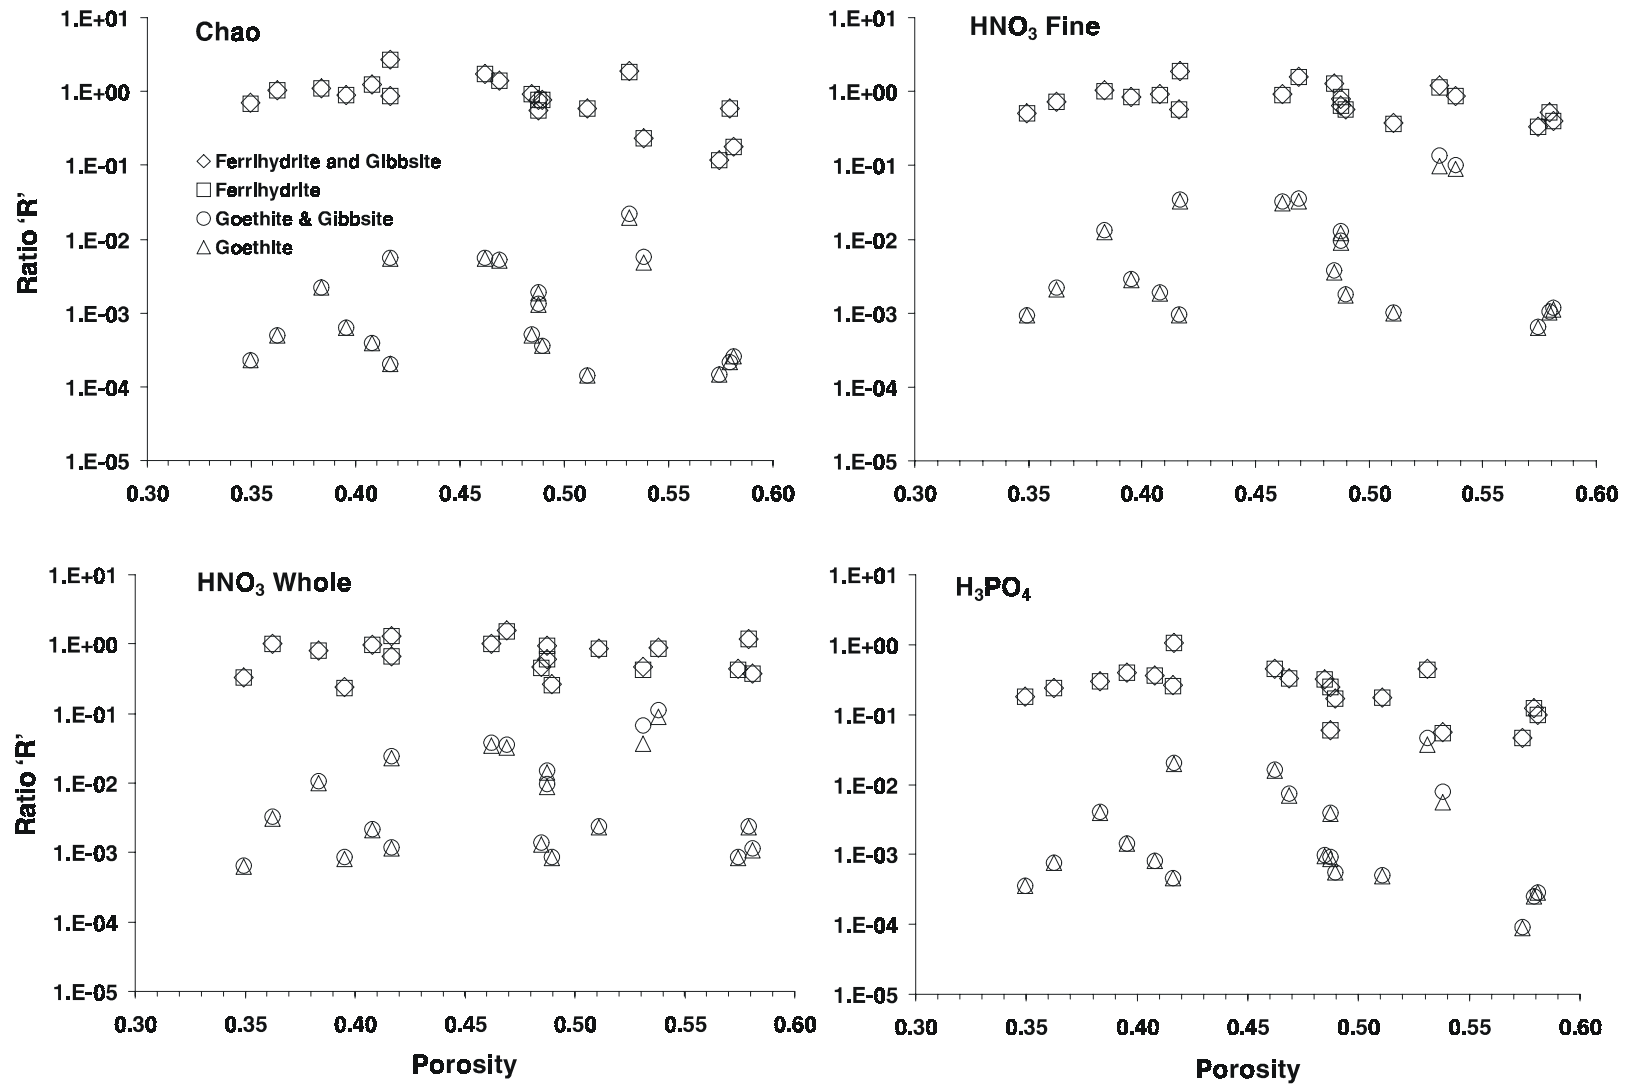 Chao
1.E+01
1.E+00
1.E-01
1.E-02
1.E-03
1.E-04
1.E-05
Ratio ‘R’
Ferrihydrite and Gibbsite
Ferrihydrite
Goethite & Gibbsite
Goethite
0.30 0.35 0.40 0.45 0.50 0.55 0.60
HNO₃ Fine
1.E+01
1.E+00
1.E-01
1.E-02
1.E-03
1.E-04
1.E-05
0.30 0.35 0.40 0.45 0.50 0.55 0.60
HNO₃ Whole
1.E+01
1.E+00
1.E-01
1.E-02
1.E-03
1.E-04
1.E-05
Ratio ‘R’
0.30 0.35 0.40 0.45 0.50 0.55 0.60
Porosity
H₃PO₄
1.E+01
1.E+00
1.E-01
1.E-02
1.E-03
1.E-04
1.E-05
0.30 0.35 0.40 0.45 0.50 0.55 0.60
Porosity